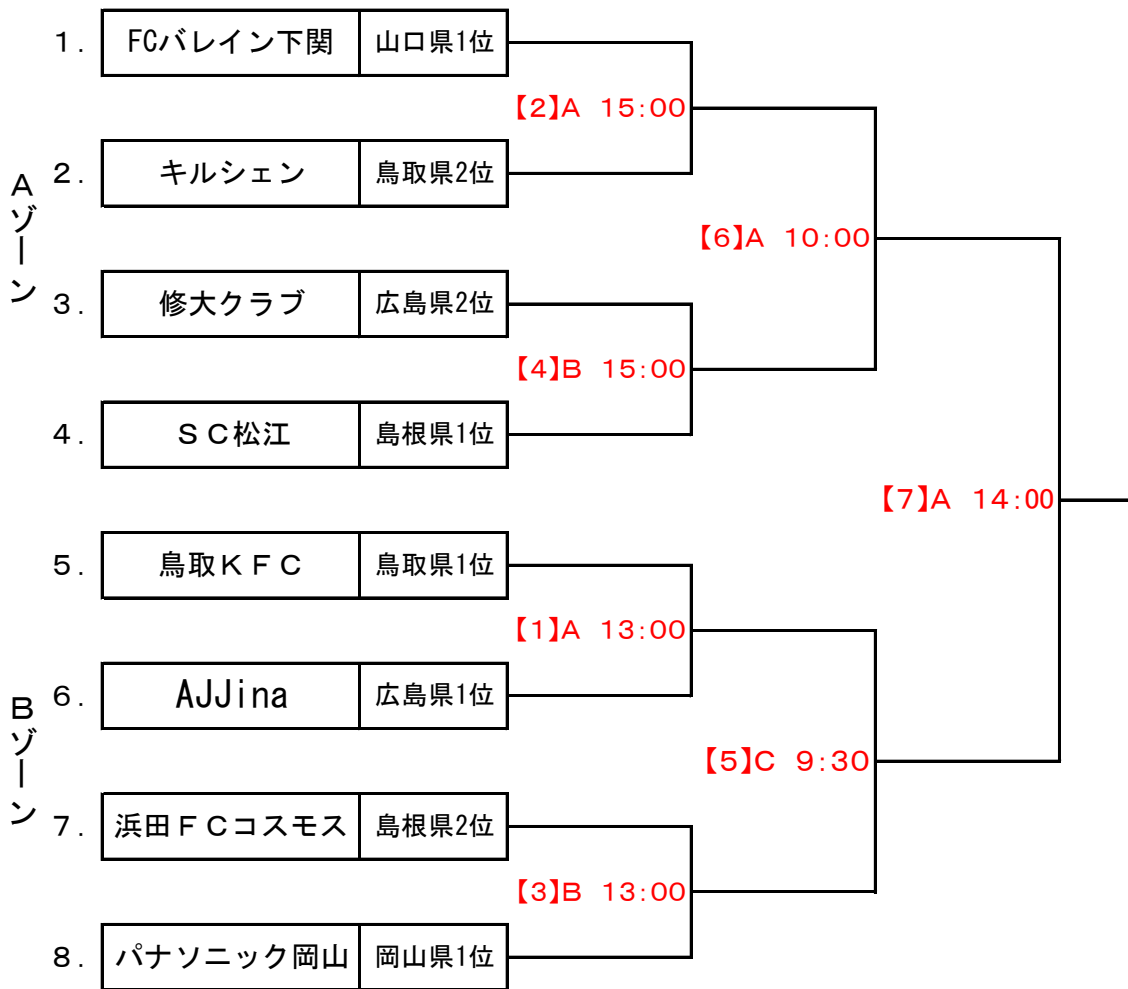 1. FCバレイン下関 山口県1位
【2】A 15:00
2. キルシェン 鳥取県2位
Aゾーン
【6】A 10:00
3. 修大クラブ 広島県2位
【4】B 15:00
4. SC松江 島根県1位
【7】A 14:00
5. 鳥取KFC 鳥取県1位
【1】A 13:00
6. AJJina 広島県1位
Bゾーン
【5】C 9:30
7. 浜田FCコスモス 島根県2位
【3】B 13:00
8. パナソニック岡山 岡山県1位